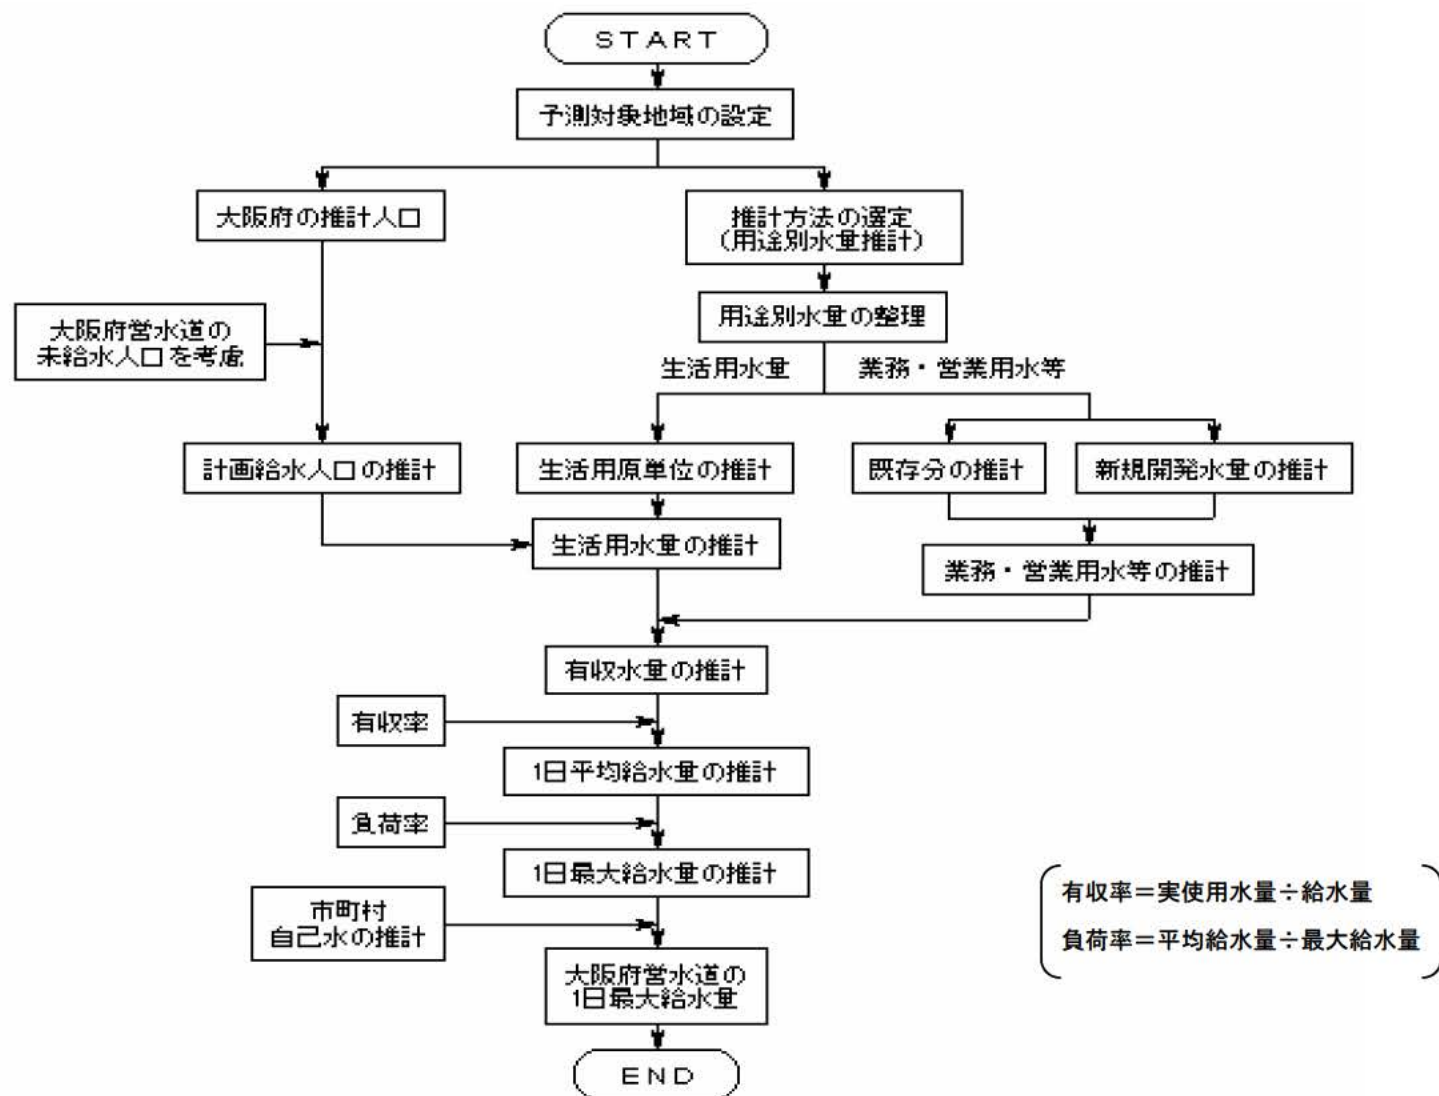 START
予測対象地域の設定
大阪府の推計人口
推計方法の選定
(用途別水量推計)
用途別水量の整理
大阪府営水道の
未給水人口を考慮
生活用水量
業務・営業用水等
計画給水人口の推計
生活用原単位の推計
既存分の推計
新規開発水量の推計
生活用水量の推計
業務・営業用水等の推計
有収水量の推計
有収率
1日平均給水量の推計
負荷率
1日最大給水量の推計
市町村
自己水の推計
大阪府営水道の
1日最大給水量
END
有収率=実使用水量÷給水量
負荷率=平均給水量÷最大給水量